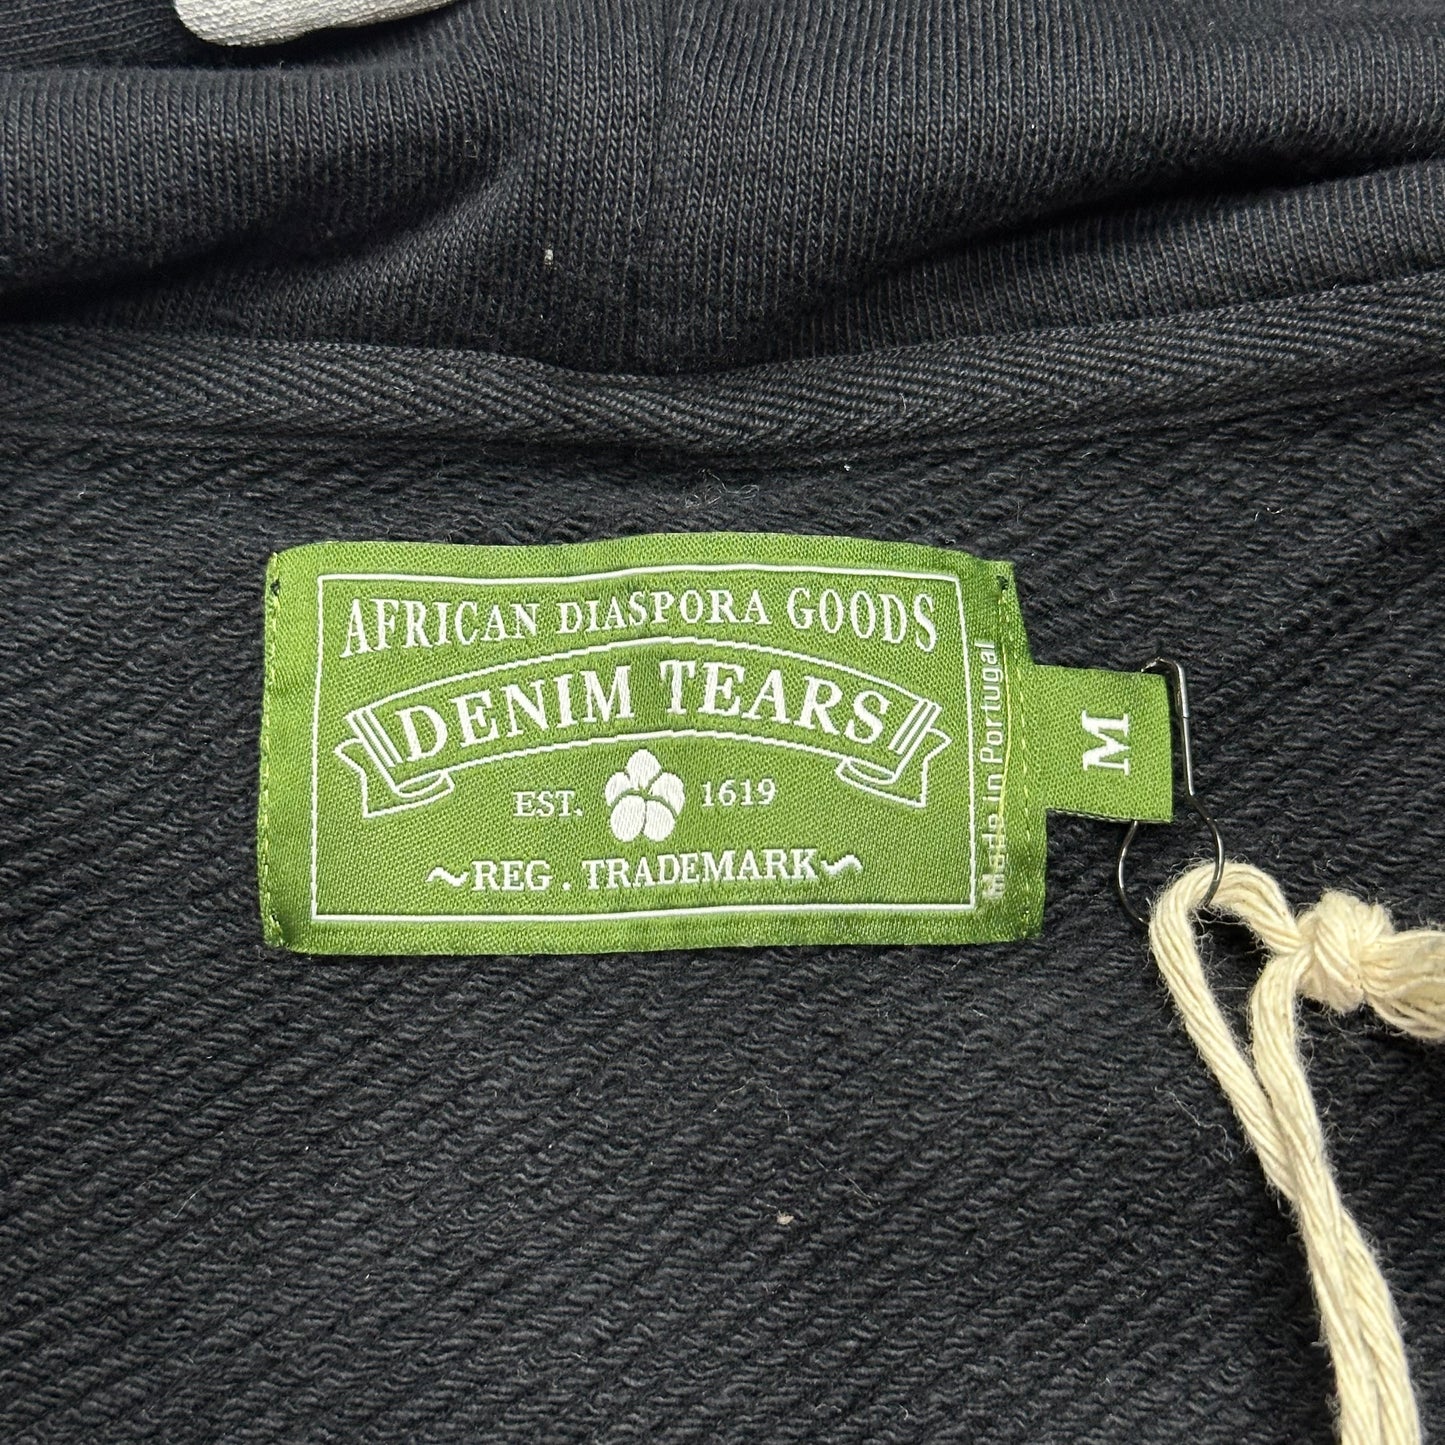 AFRICAN DIASPORA GOODS
DENIM TEARS
EST. 1619
~REG. TRADEMARK~
Made in Portugal
M